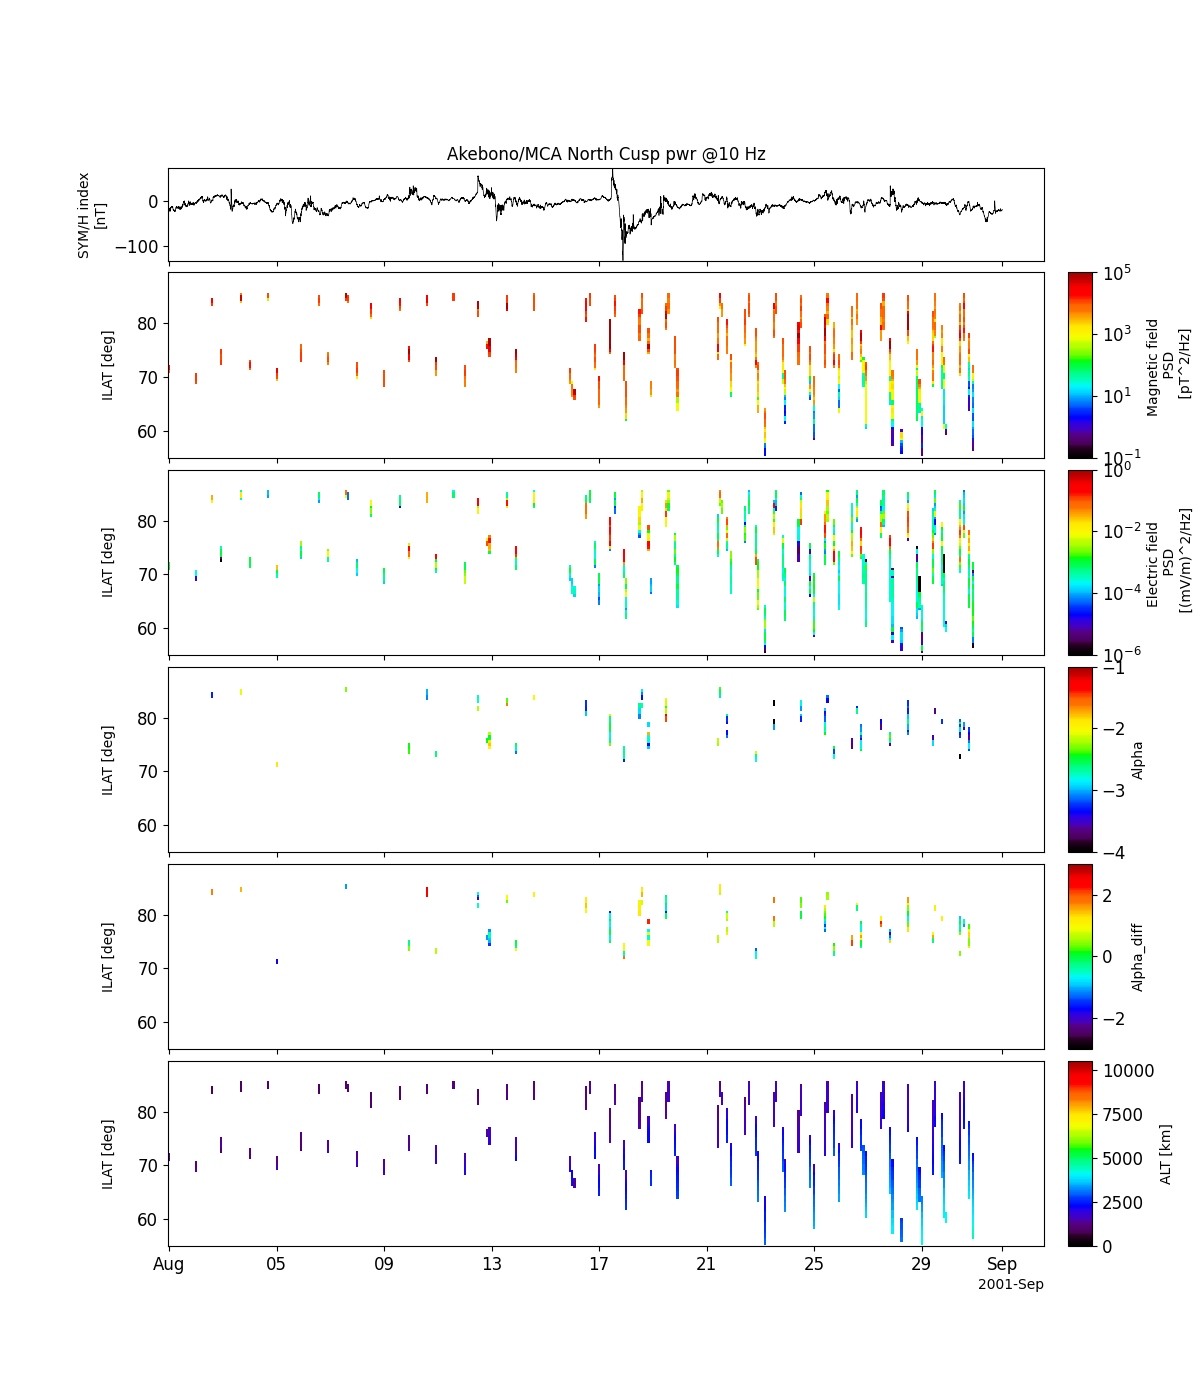 Akebono/MCA North Cusp pwr @10 Hz
SYM/H index
[nT]
0
−100
ILAT [deg]
80
70
60
10^5
10^3
10^1
10^−1
Magnetic field
PSD
[pT^2/Hz]
ILAT [deg]
80
70
60
10^0
10^−2
10^−4
10^−6
Electric field
PSD
[(mV/m)^2/Hz]
ILAT [deg]
80
70
60
−1
−2
−3
−4
Alpha
ILAT [deg]
80
70
60
2
0
−2
Alpha_diff
ILAT [deg]
80
70
60
10000
7500
5000
2500
0
ALT [km]
Aug 05 09 13 17 21 25 29 Sep
2001-Sep